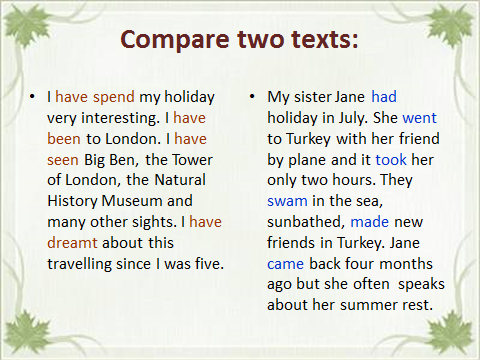 Compare two texts:
• I have spend my holiday
very interesting. I have
been to London. I have
seen Big Ben, the Tower
of London, the Natural
History Museum and
many other sights. I have
dreamt about this
travelling since I was five.
• My sister Jane had
holiday in July. She went
to Turkey with her friend
by plane and it took her
only two hours. They
swam in the sea,
sunbathed, made new
friends in Turkey. Jane
came back four months
ago but she often speaks
about her summer rest.